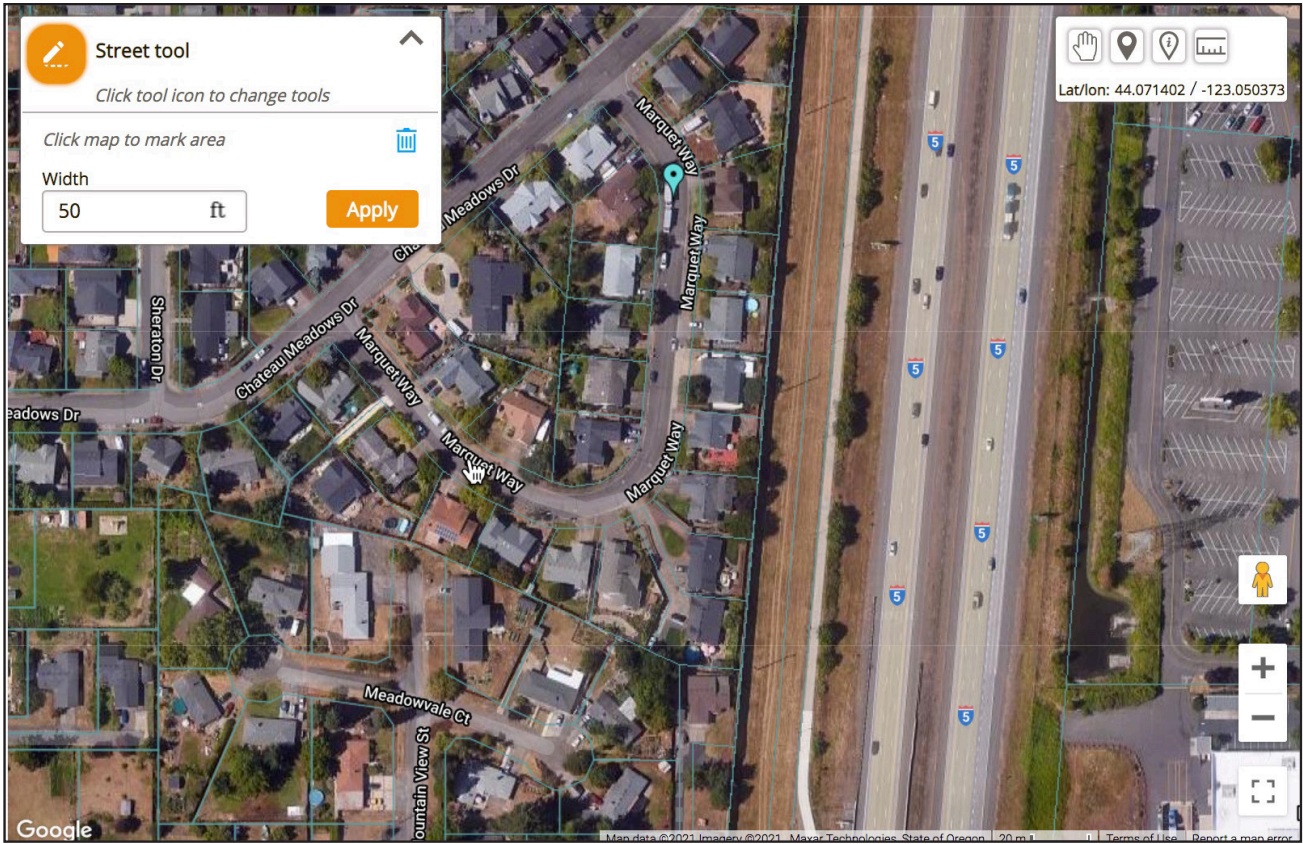 Street tool
Click tool icon to change tools
Click map to mark area
Width
50 ft
Apply
Lat/lon: 44.071402 / -123.050373
Marquet Way
5
5
Chateau Meadows Dr
Marquet Way
Sheraton Dr
Chateau Meadows Dr
Marquet Way
5
5
eadows Dr
Marquet Way
Marquet Way
5
5
Meadowvale Ct
5
ountain View St
Google
Map data ©2021 Imagery ©2021 , Maxar Technologies, State of Oregon
20 m
Terms of Use
Report a map error